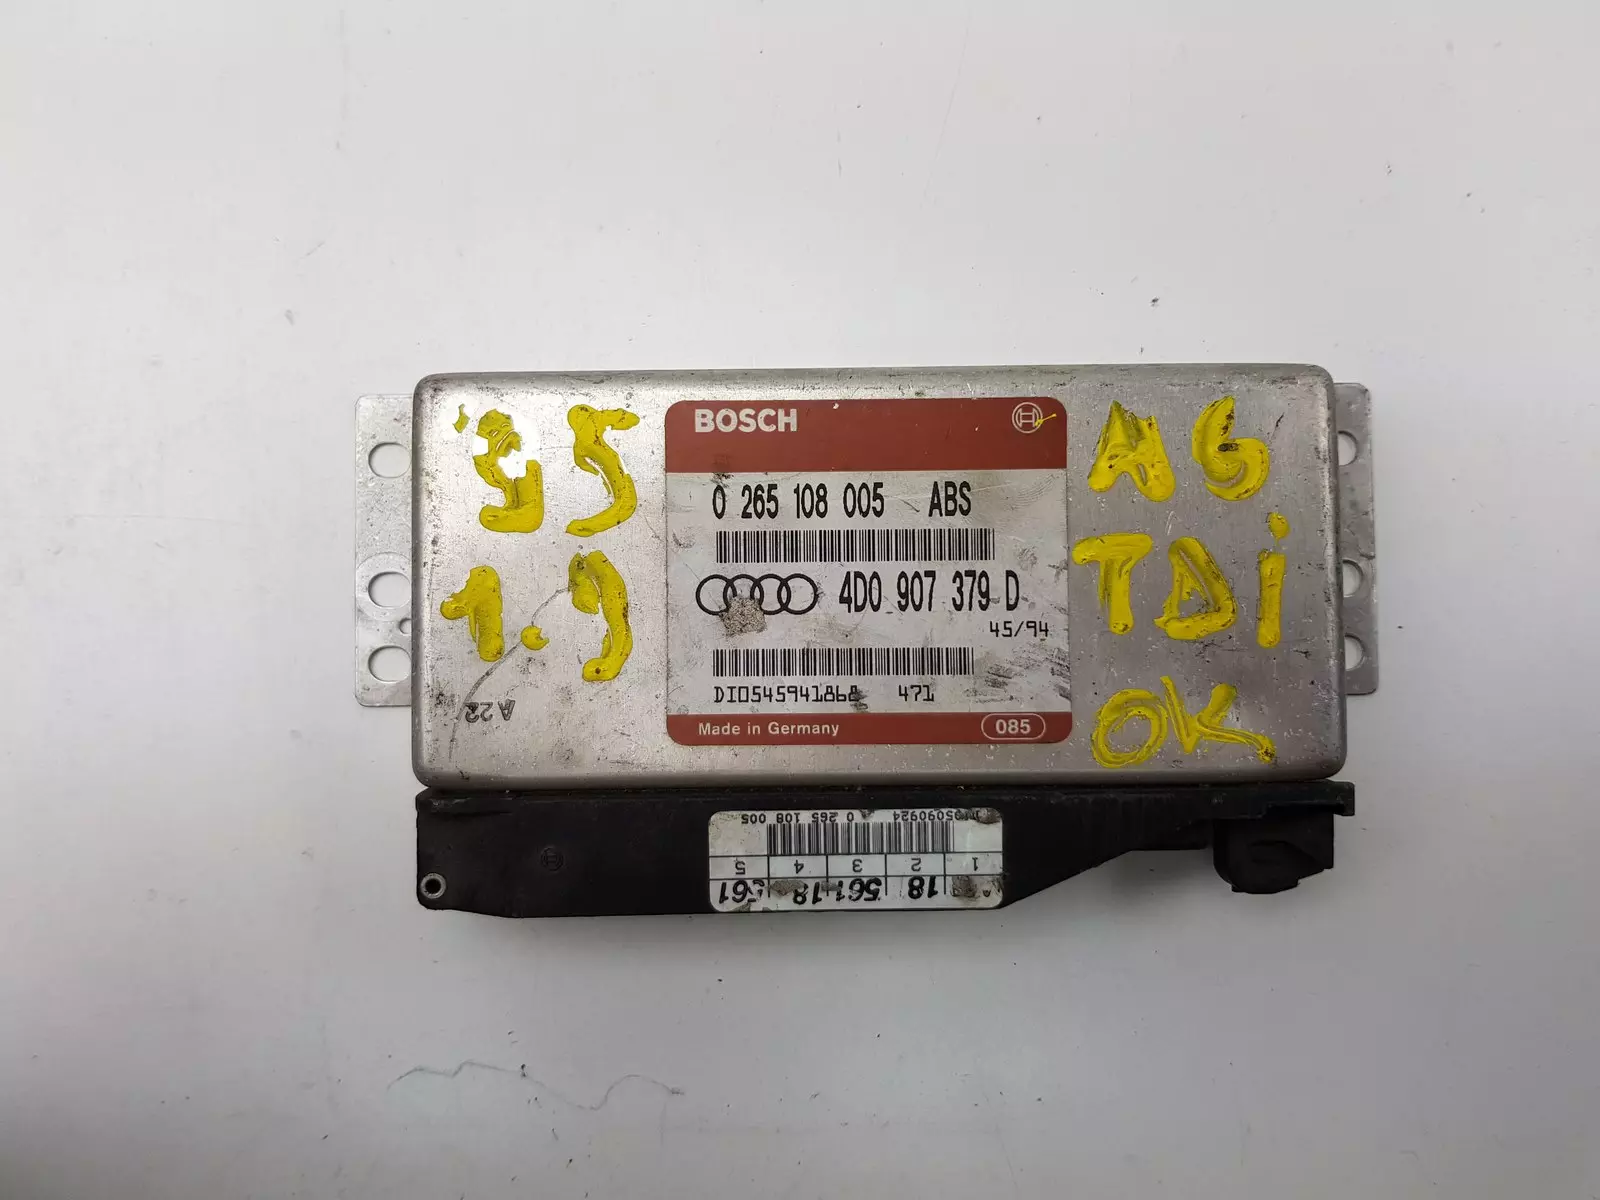 95
1.9
A22
BOSCH
0 265 108 005 ABS
4D0 907 379 D
45/94
DI0545941868 471
Made in Germany 085
A6
TDi
OK
0 265 108 005
1 2 3 4 5
18 561 18 561